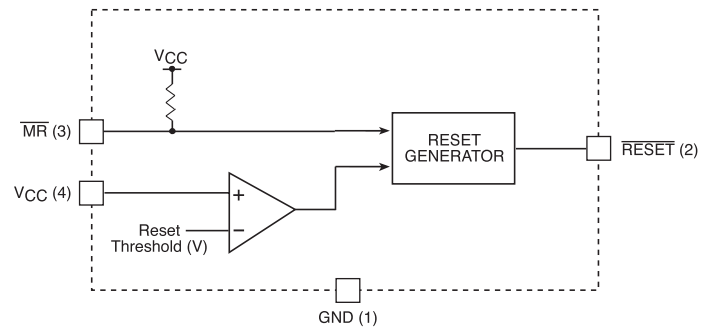 VCC
MR (3)
RESET
GENERATOR
RESET (2)
VCC (4)
+
Reset
Threshold (V)
−
GND (1)